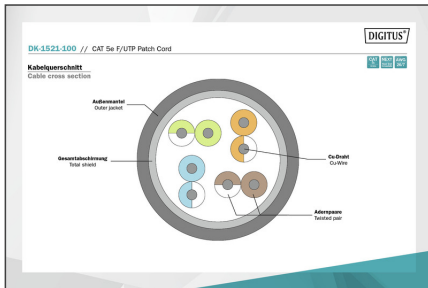 DIGITUS
DK-1521-100 // CAT 5e F/UTP Patch Cord
Kabelquerschnitt
Cable cross section
Außenmantel
Outer jacket
Gesamtabschirmung
Total shield
Cu-Draht
Cu-Wire
Adernpaare
Twisted pair